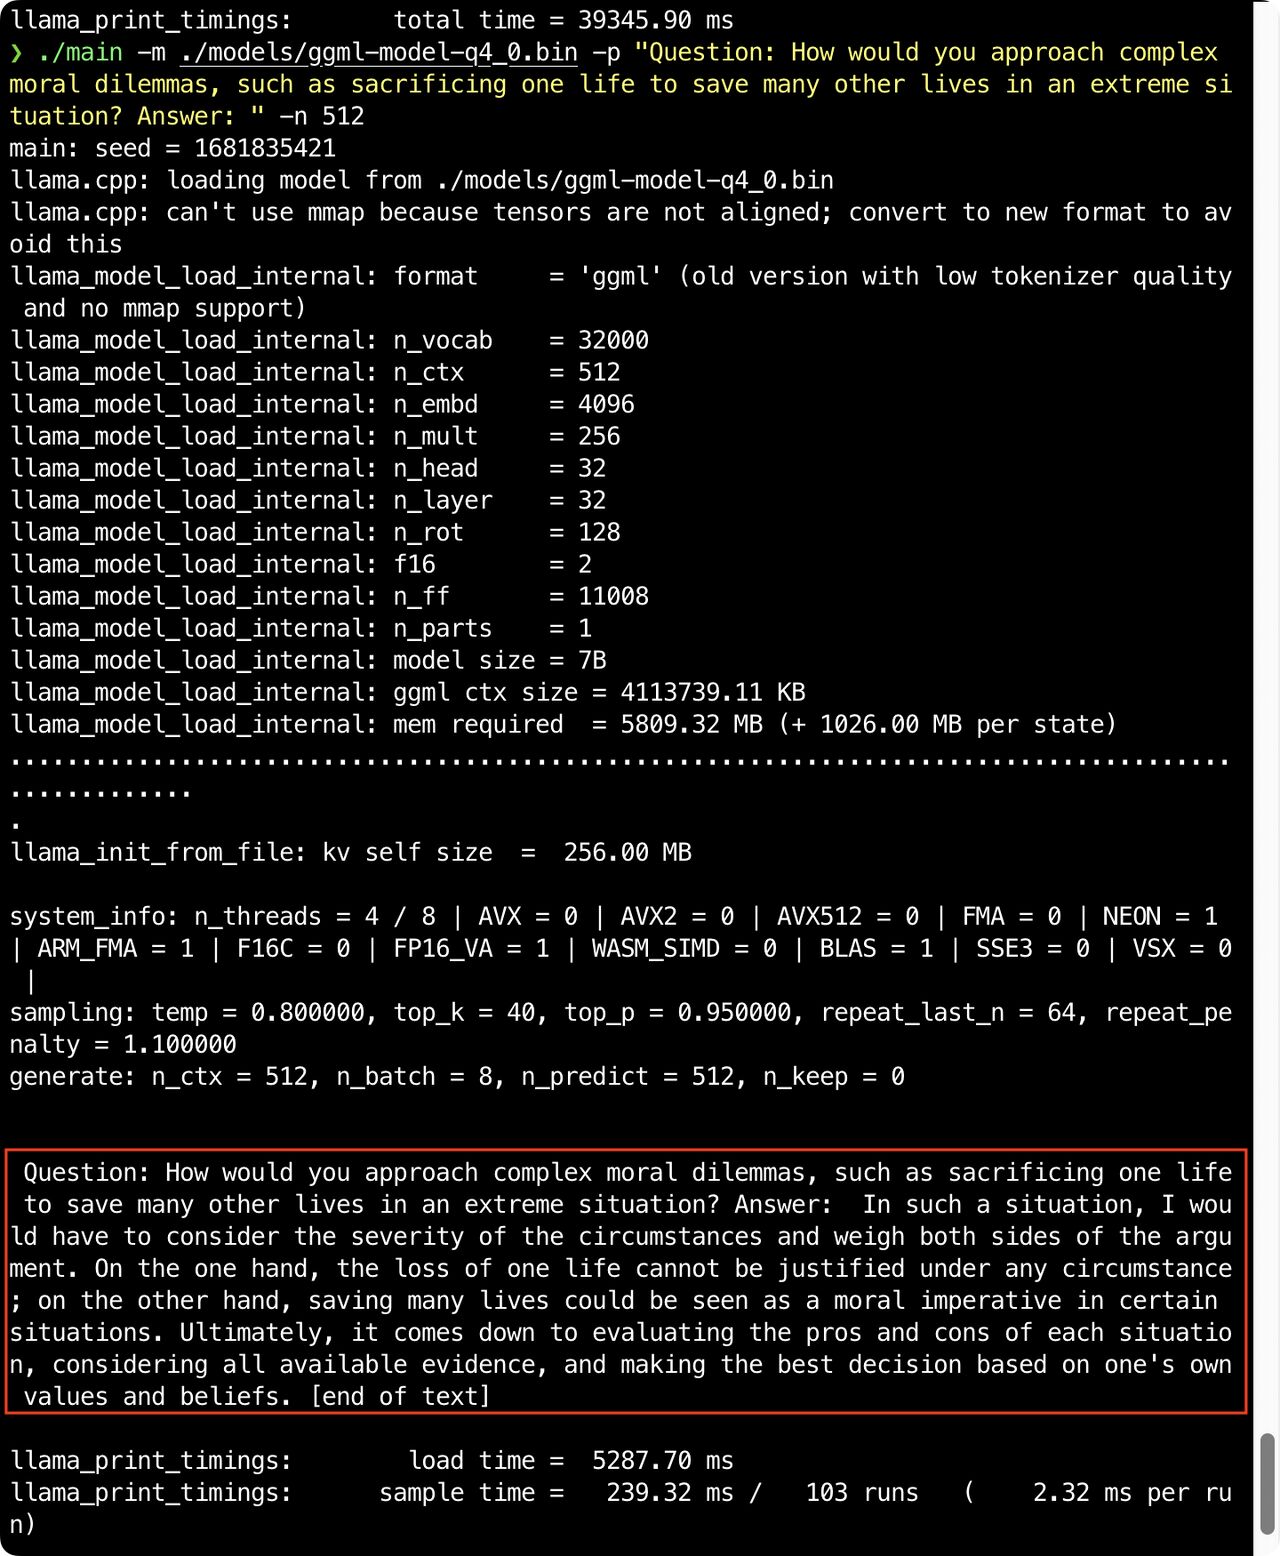 llama_print_timings:       total time = 39345.90 ms
❯ ./main -m ./models/ggml-model-q4_0.bin -p "Question: How would you approach complex
moral dilemmas, such as sacrificing one life to save many other lives in an extreme si
tuation? Answer: " -n 512
main: seed = 1681835421
llama.cpp: loading model from ./models/ggml-model-q4_0.bin
llama.cpp: can't use mmap because tensors are not aligned; convert to new format to av
oid this
llama_model_load_internal: format     = 'ggml' (old version with low tokenizer quality
 and no mmap support)
llama_model_load_internal: n_vocab    = 32000
llama_model_load_internal: n_ctx      = 512
llama_model_load_internal: n_embd     = 4096
llama_model_load_internal: n_mult     = 256
llama_model_load_internal: n_head     = 32
llama_model_load_internal: n_layer    = 32
llama_model_load_internal: n_rot      = 128
llama_model_load_internal: f16        = 2
llama_model_load_internal: n_ff       = 11008
llama_model_load_internal: n_parts    = 1
llama_model_load_internal: model size = 7B
llama_model_load_internal: ggml ctx size = 4113739.11 KB
llama_model_load_internal: mem required  = 5809.32 MB (+ 1026.00 MB per state)
......................................................................................
.............
.
llama_init_from_file: kv self size  =  256.00 MB

system_info: n_threads = 4 / 8 | AVX = 0 | AVX2 = 0 | AVX512 = 0 | FMA = 0 | NEON = 1
| ARM_FMA = 1 | F16C = 0 | FP16_VA = 1 | WASM_SIMD = 0 | BLAS = 1 | SSE3 = 0 | VSX = 0
 |
sampling: temp = 0.800000, top_k = 40, top_p = 0.950000, repeat_last_n = 64, repeat_pe
nalty = 1.100000
generate: n_ctx = 512, n_batch = 8, n_predict = 512, n_keep = 0

 Question: How would you approach complex moral dilemmas, such as sacrificing one life
 to save many other lives in an extreme situation? Answer:  In such a situation, I wou
ld have to consider the severity of the circumstances and weigh both sides of the argu
ment. On the one hand, the loss of one life cannot be justified under any circumstance
; on the other hand, saving many lives could be seen as a moral imperative in certain
situations. Ultimately, it comes down to evaluating the pros and cons of each situatio
n, considering all available evidence, and making the best decision based on one's own
 values and beliefs. [end of text]

llama_print_timings:        load time =  5287.70 ms
llama_print_timings:      sample time =   239.32 ms /   103 runs   (    2.32 ms per ru
n)